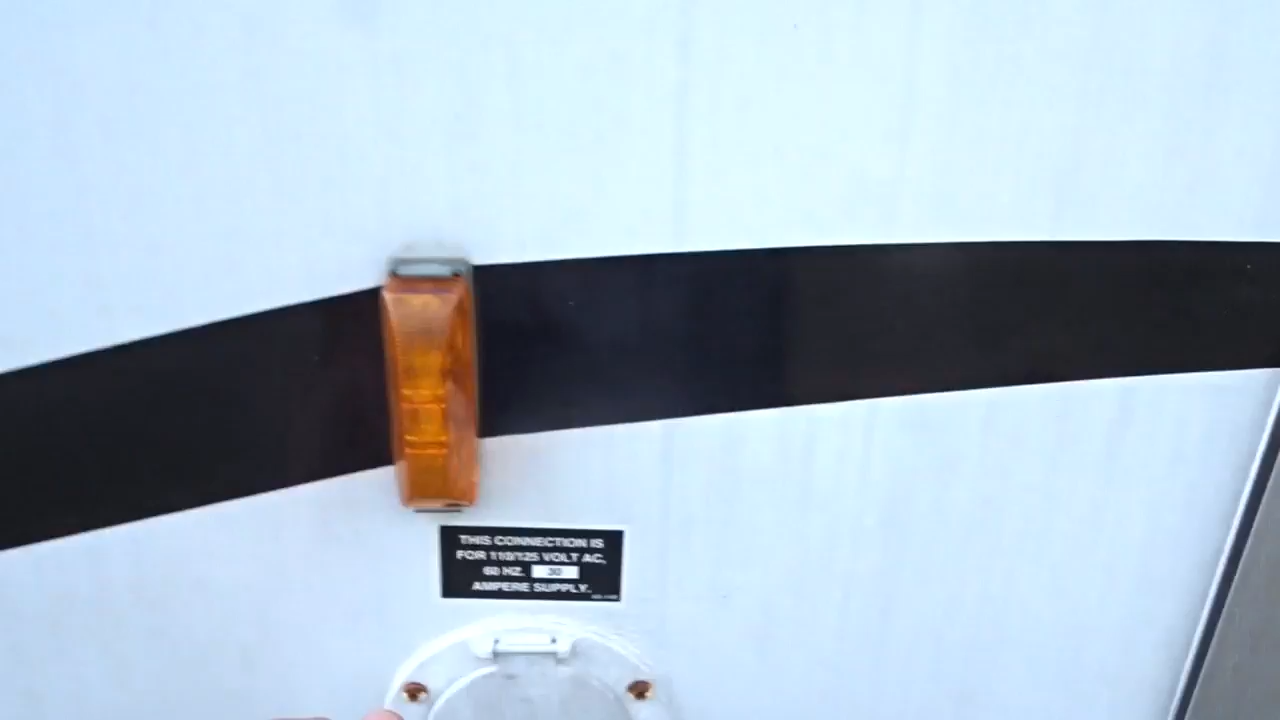 THIS CONNECTION IS
FOR 110/125 VOLT AC,
60 HZ. 30
AMPERE SUPPLY.